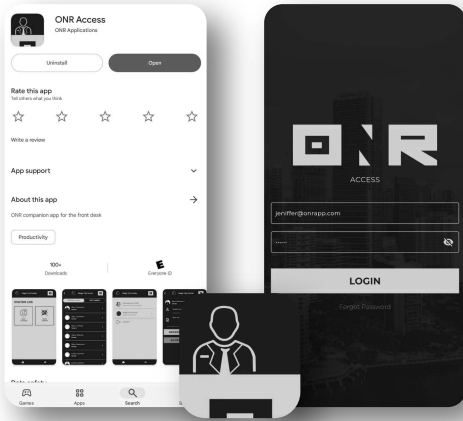 ONR Access
ONR Applications
Uninstall
Open
Rate this app
Tell others what you think
Write a review
App support
About this app
ONR companion app for the front desk
Productivity
100+
Downloads
E
Everyone
Games
Apps
Search
ONR
ACCESS
jeniffer@onrapp.com
LOGIN
Forgot Password